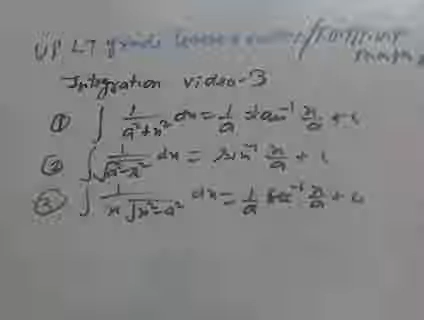 UP LT grade
Integration video-3
① ∫ 1/(a²+x²) dx = 1/a tan⁻¹ x/a + c
② ∫ 1/√(a²-x²) dx = sin⁻¹ x/a + c
③ ∫ 1/(x√(x²-a²)) dx = 1/a sec⁻¹ x/a + c